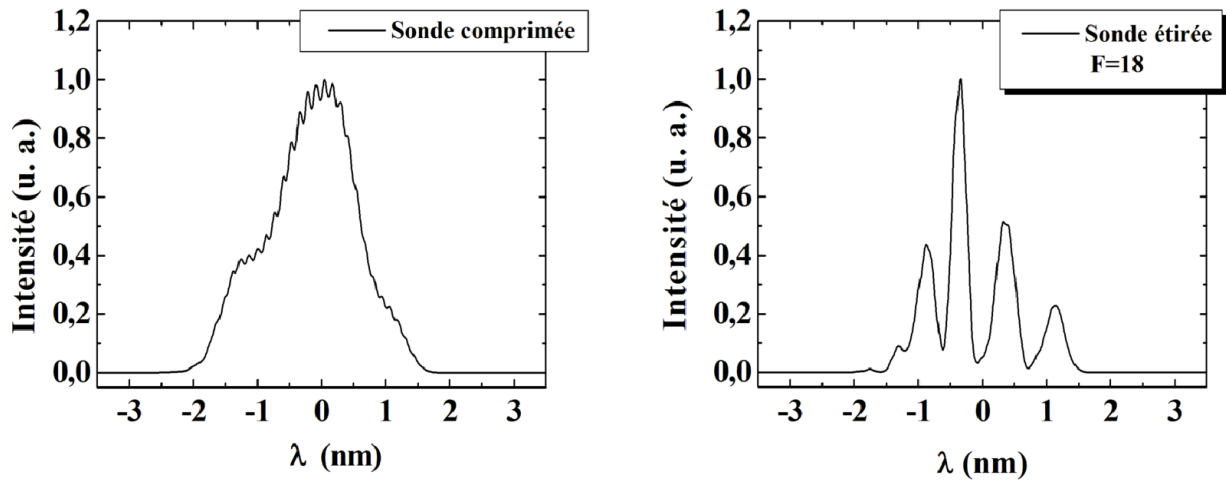 Sonde comprimée
1,2
1,0
0,8
0,6
0,4
0,2
0,0
Intensité (u. a.)
-3 -2 -1 0 1 2 3
λ (nm)
Sonde étirée
F=18
1,2
1,0
0,8
0,6
0,4
0,2
0,0
Intensité (u. a.)
-3 -2 -1 0 1 2 3
λ (nm)